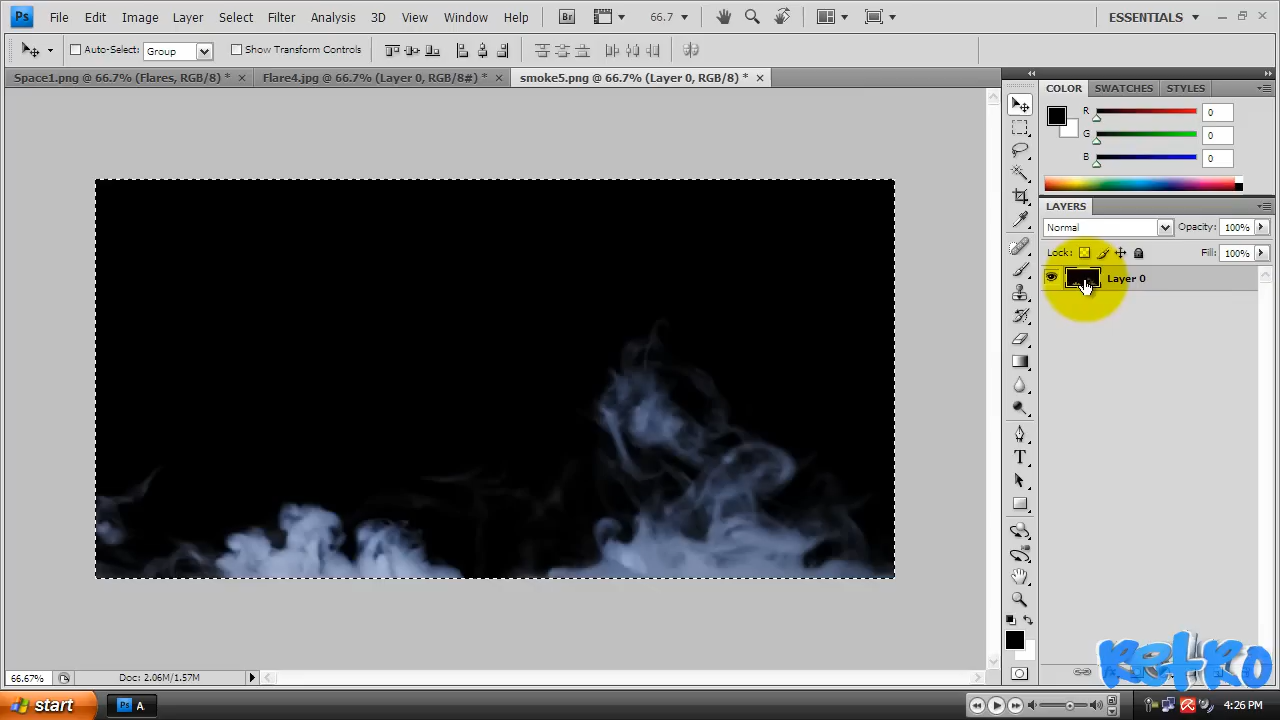 Ps File Edit Image Layer Select Filter Analysis 3D View Window Help Br 66.7 ESSENTIALS
Auto-Select: Group Show Transform Controls
Space1.png @ 66.7% (Flares, RGB/8) * Flare4.jpg @ 66.7% (Layer 0, RGB/8#) * smoke5.png @ 66.7% (Layer 0, RGB/8) *
COLOR SWATCHES STYLES
R 0
G 0
B 0
LAYERS
Normal Opacity: 100%
Lock: Fill: 100%
Layer 0
T
66.67% Doc: 2.06M/1.57M
retro
start Ps A 4:26 PM